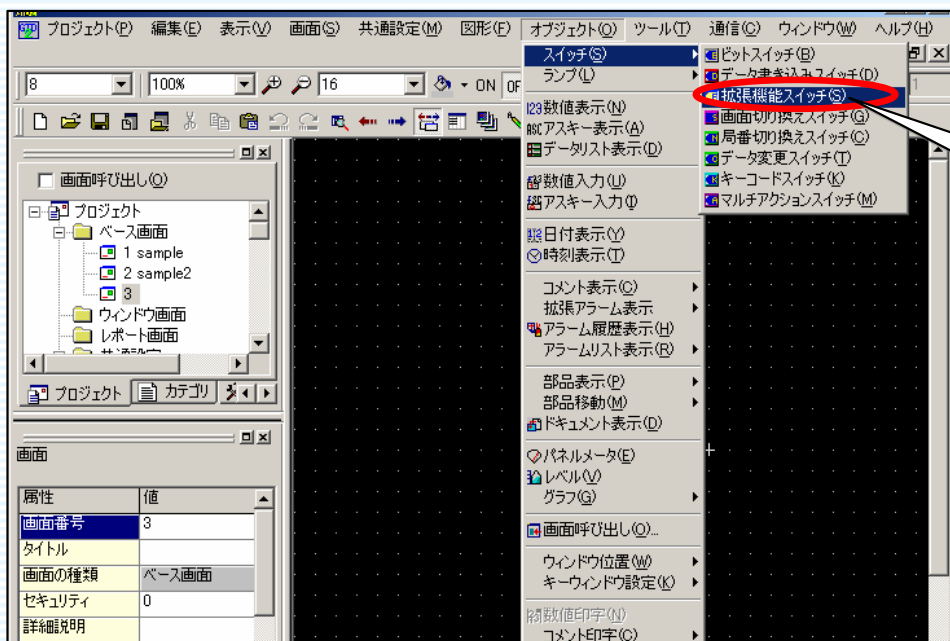 プロジェクト(P) 編集(E) 表示(V) 画面(S) 共通設定(M) 図形(F) オブジェクト(O) ツール(T) 通信(C) ウィンドウ(W) ヘルプ(H)
8 100% 16 ON OF
スイッチ(S)
ランプ(L)
数値表示(N)
アスキー表示(A)
データリスト表示(D)
数値入力(U)
アスキー入力(I)
日付表示(Y)
時刻表示(T)
コメント表示(C)
拡張アラーム表示
アラーム履歴表示(H)
アラームリスト表示(R)
部品表示(P)
部品移動(M)
ドキュメント表示(D)
パネルメータ(E)
レベル(V)
グラフ(G)
画面呼び出し(O)...
ウィンドウ位置(W)
キーウィンドウ設定(K)
数値印字(N)
コメント印字(C)
ビットスイッチ(B)
データ書き込みスイッチ(D)
拡張機能スイッチ(S)
画面切り換えスイッチ(G)
局番切り換えスイッチ(C)
データ変更スイッチ(T)
キーコードスイッチ(K)
マルチアクションスイッチ(M)
1
画面呼び出し(O)
プロジェクト
ベース画面
1 sample
2 sample2
3
ウィンドウ画面
レポート画面
共通設定
プロジェクト カテゴリ
画面
属性 値
画面番号 3
タイトル
画面の種類 ベース画面
セキュリティ 0
詳細説明